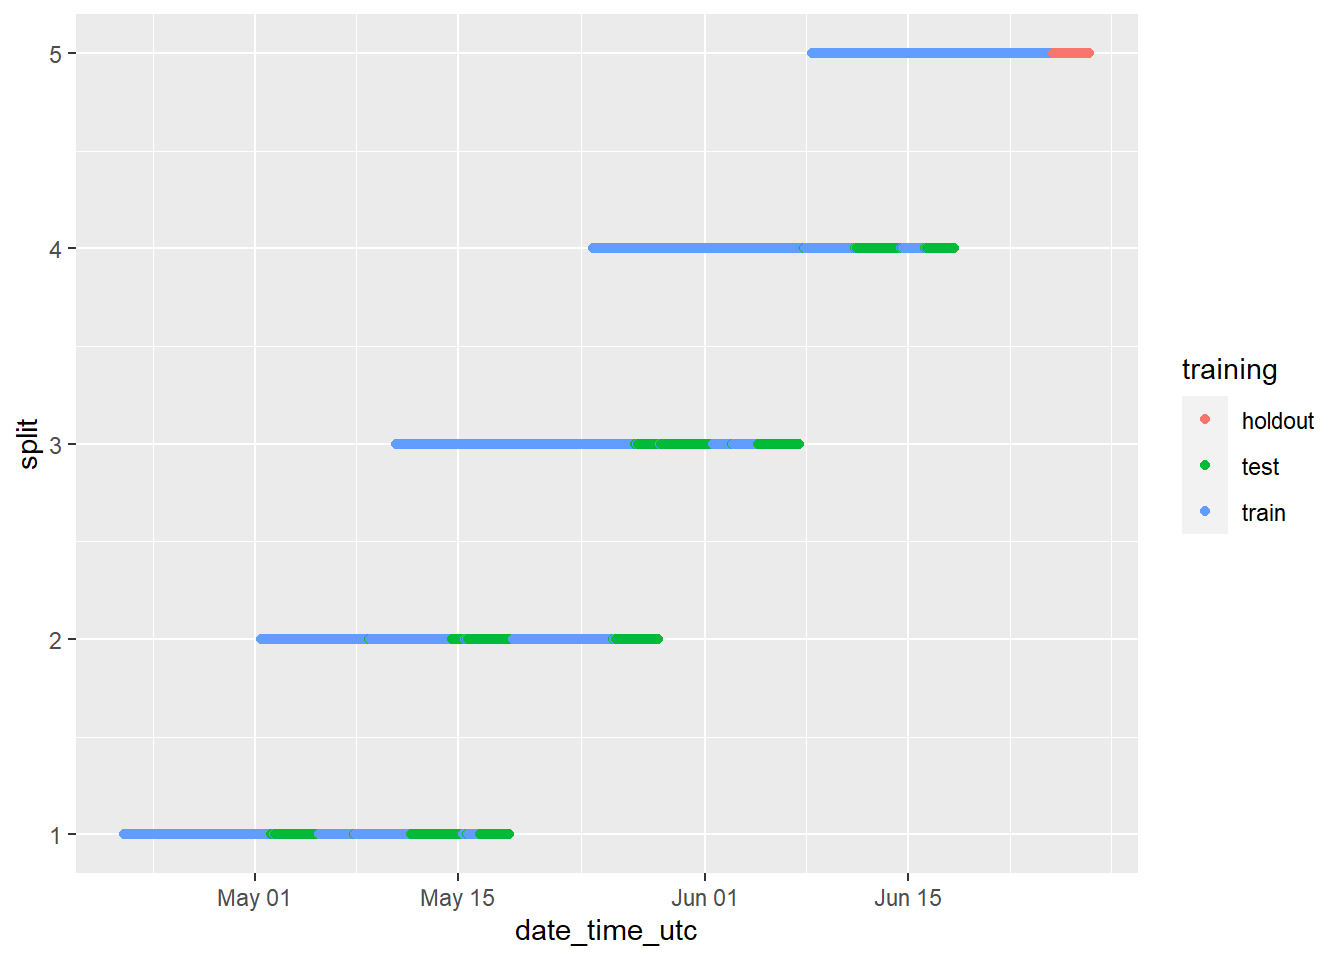 5
4
3
2
1
split
May 01 May 15 Jun 01 Jun 15
date_time_utc
training
holdout
test
train